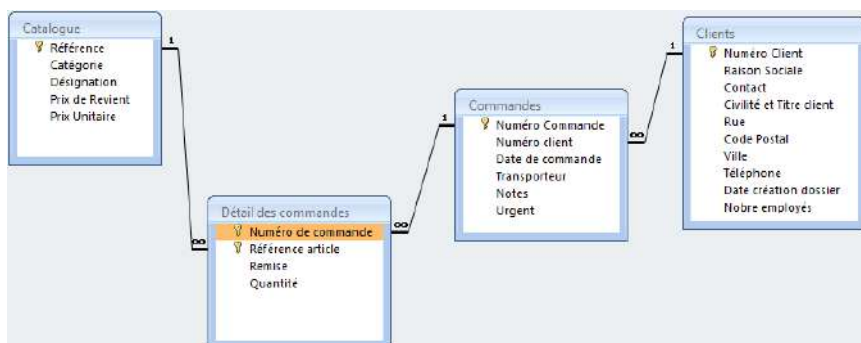 Catalogue
Référence
Catégorie
Désignation
Prix de Revient
Prix Unitaire
1
∞
Détail des commandes
Numéro de commande
Référence article
Remise
Quantité
∞
1
Commandes
Numéro Commande
Numéro client
Date de commande
Transporteur
Notes
Urgent
∞
1
Clients
Numéro Client
Raison Sociale
Contact
Civilité et Titre client
Rue
Code Postal
Ville
Téléphone
Date création dossier
Nobre employés